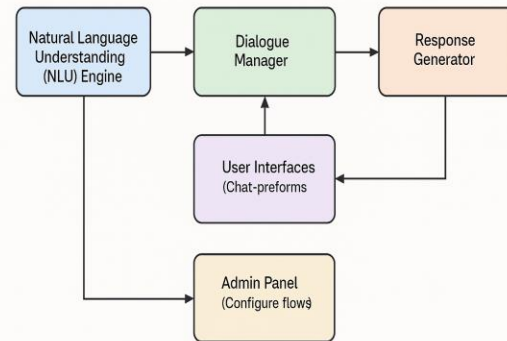 Natural Language
Understanding
(NLU) Engine
Dialogue
Manager
Response
Generator
User Interfaces
(Chat-preforms
Admin Panel
(Configure flows)